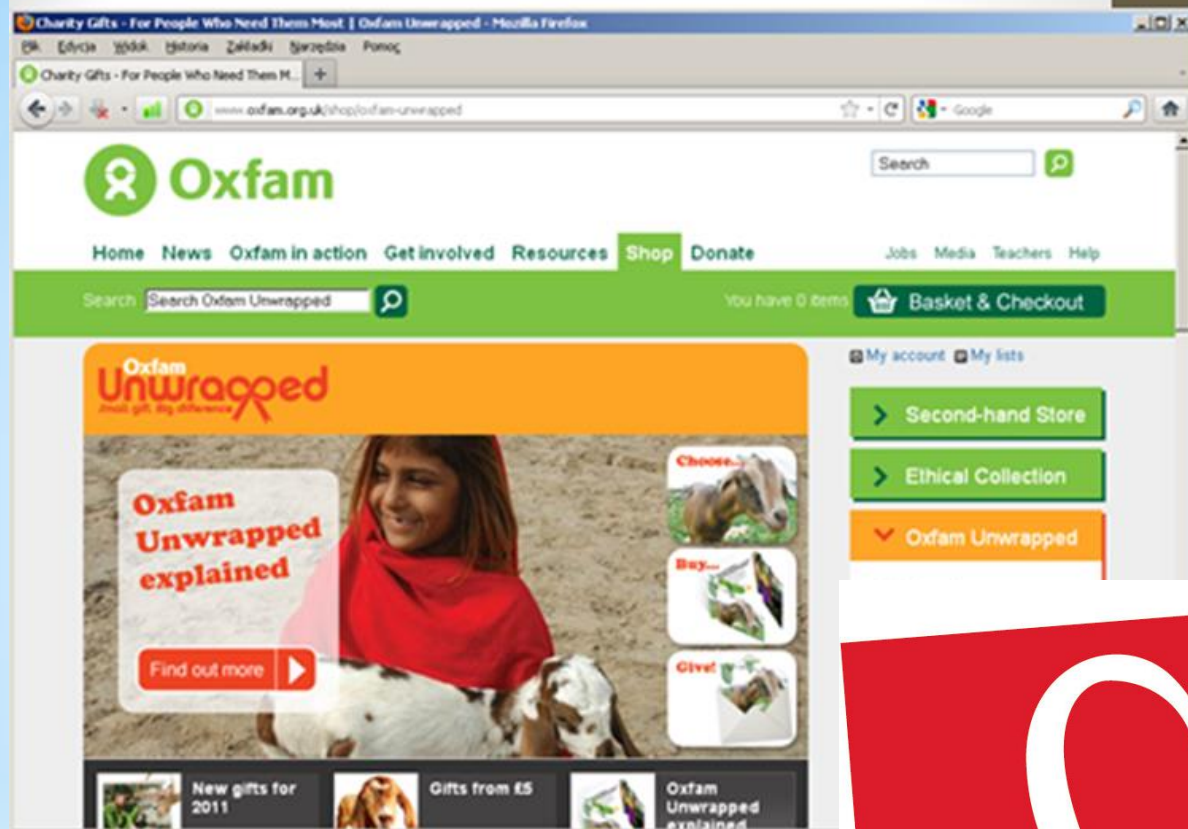 Charity Gifts - For People Who Need Them Most | Oxfam Unwrapped - Mozilla Firefox
Plik Edycja Widok Historia Zakładki Narzędzia Pomoc
Charity Gifts - For People Who Need Them M... +
www.oxfam.org.uk/shop/oxfam-unwrapped
Google
Oxfam
Search
Home News Oxfam in action Get involved Resources Shop Donate
Jobs Media Teachers Help
Search Search Oxfam Unwrapped
You have 0 items Basket & Checkout
My account My lists
Oxfam
Unwrapped
Small gift. Big difference
Second-hand Store
Ethical Collection
Oxfam Unwrapped
Oxfam
Unwrapped
explained
Find out more
Choose...
Buy...
Give!
New gifts for
2011
Gifts from £5
Oxfam
Unwrapped
explained